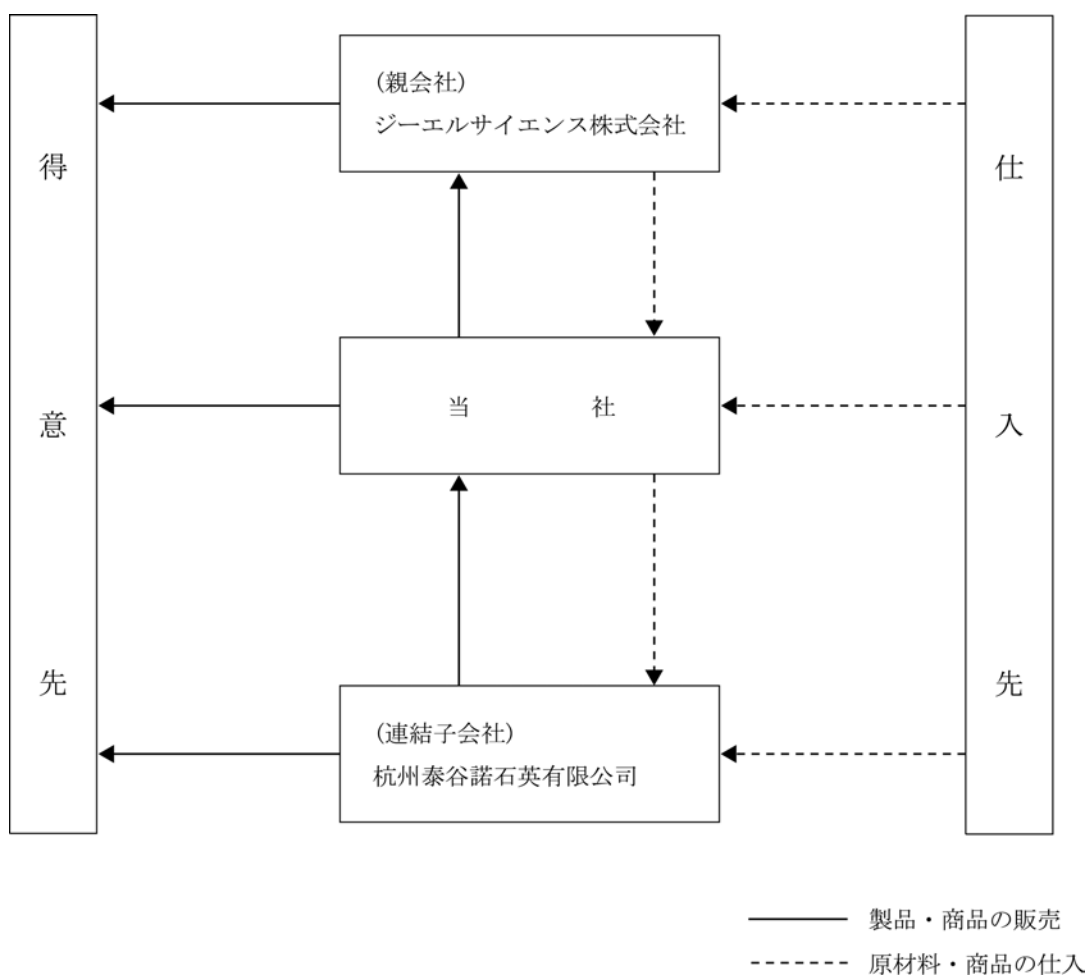 得意先
(親会社)
ジーエルサイエンス株式会社
当社
(連結子会社)
杭州泰谷諾石英有限公司
仕入先
製品・商品の販売
原材料・商品の仕入